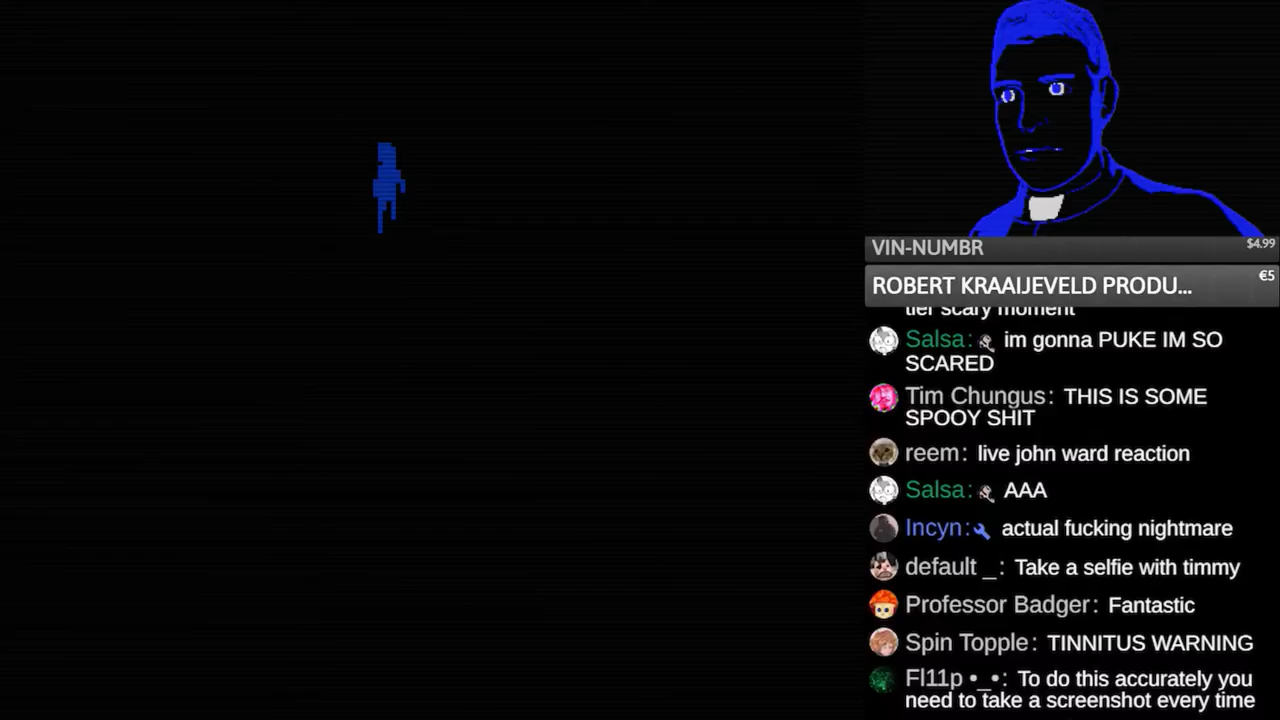 VIN-NUMBR $4.99
ROBERT KRAAIJEVELD PRODU... €5
tier scary moment
Salsa: im gonna PUKE IM SO
SCARED
Tim Chungus: THIS IS SOME
SPOOY SHIT
reem: live john ward reaction
Salsa: AAA
Incyn: actual fucking nightmare
default _: Take a selfie with timmy
Professor Badger: Fantastic
Spin Topple: TINNITUS WARNING
Fl11p •_•: To do this accurately you
need to take a screenshot every time